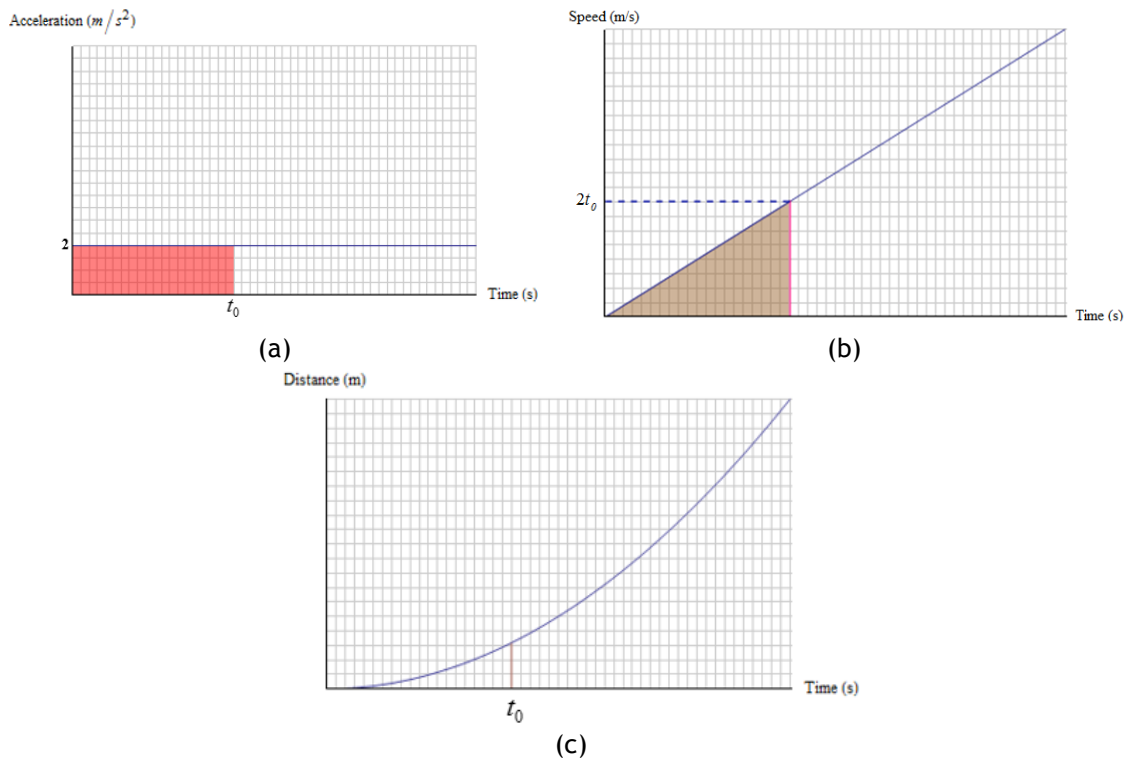 Acceleration (m/s²)
2
t₀
Time (s)
(a)
Speed (m/s)
2t₀
Time (s)
(b)
Distance (m)
t₀
Time (s)
(c)